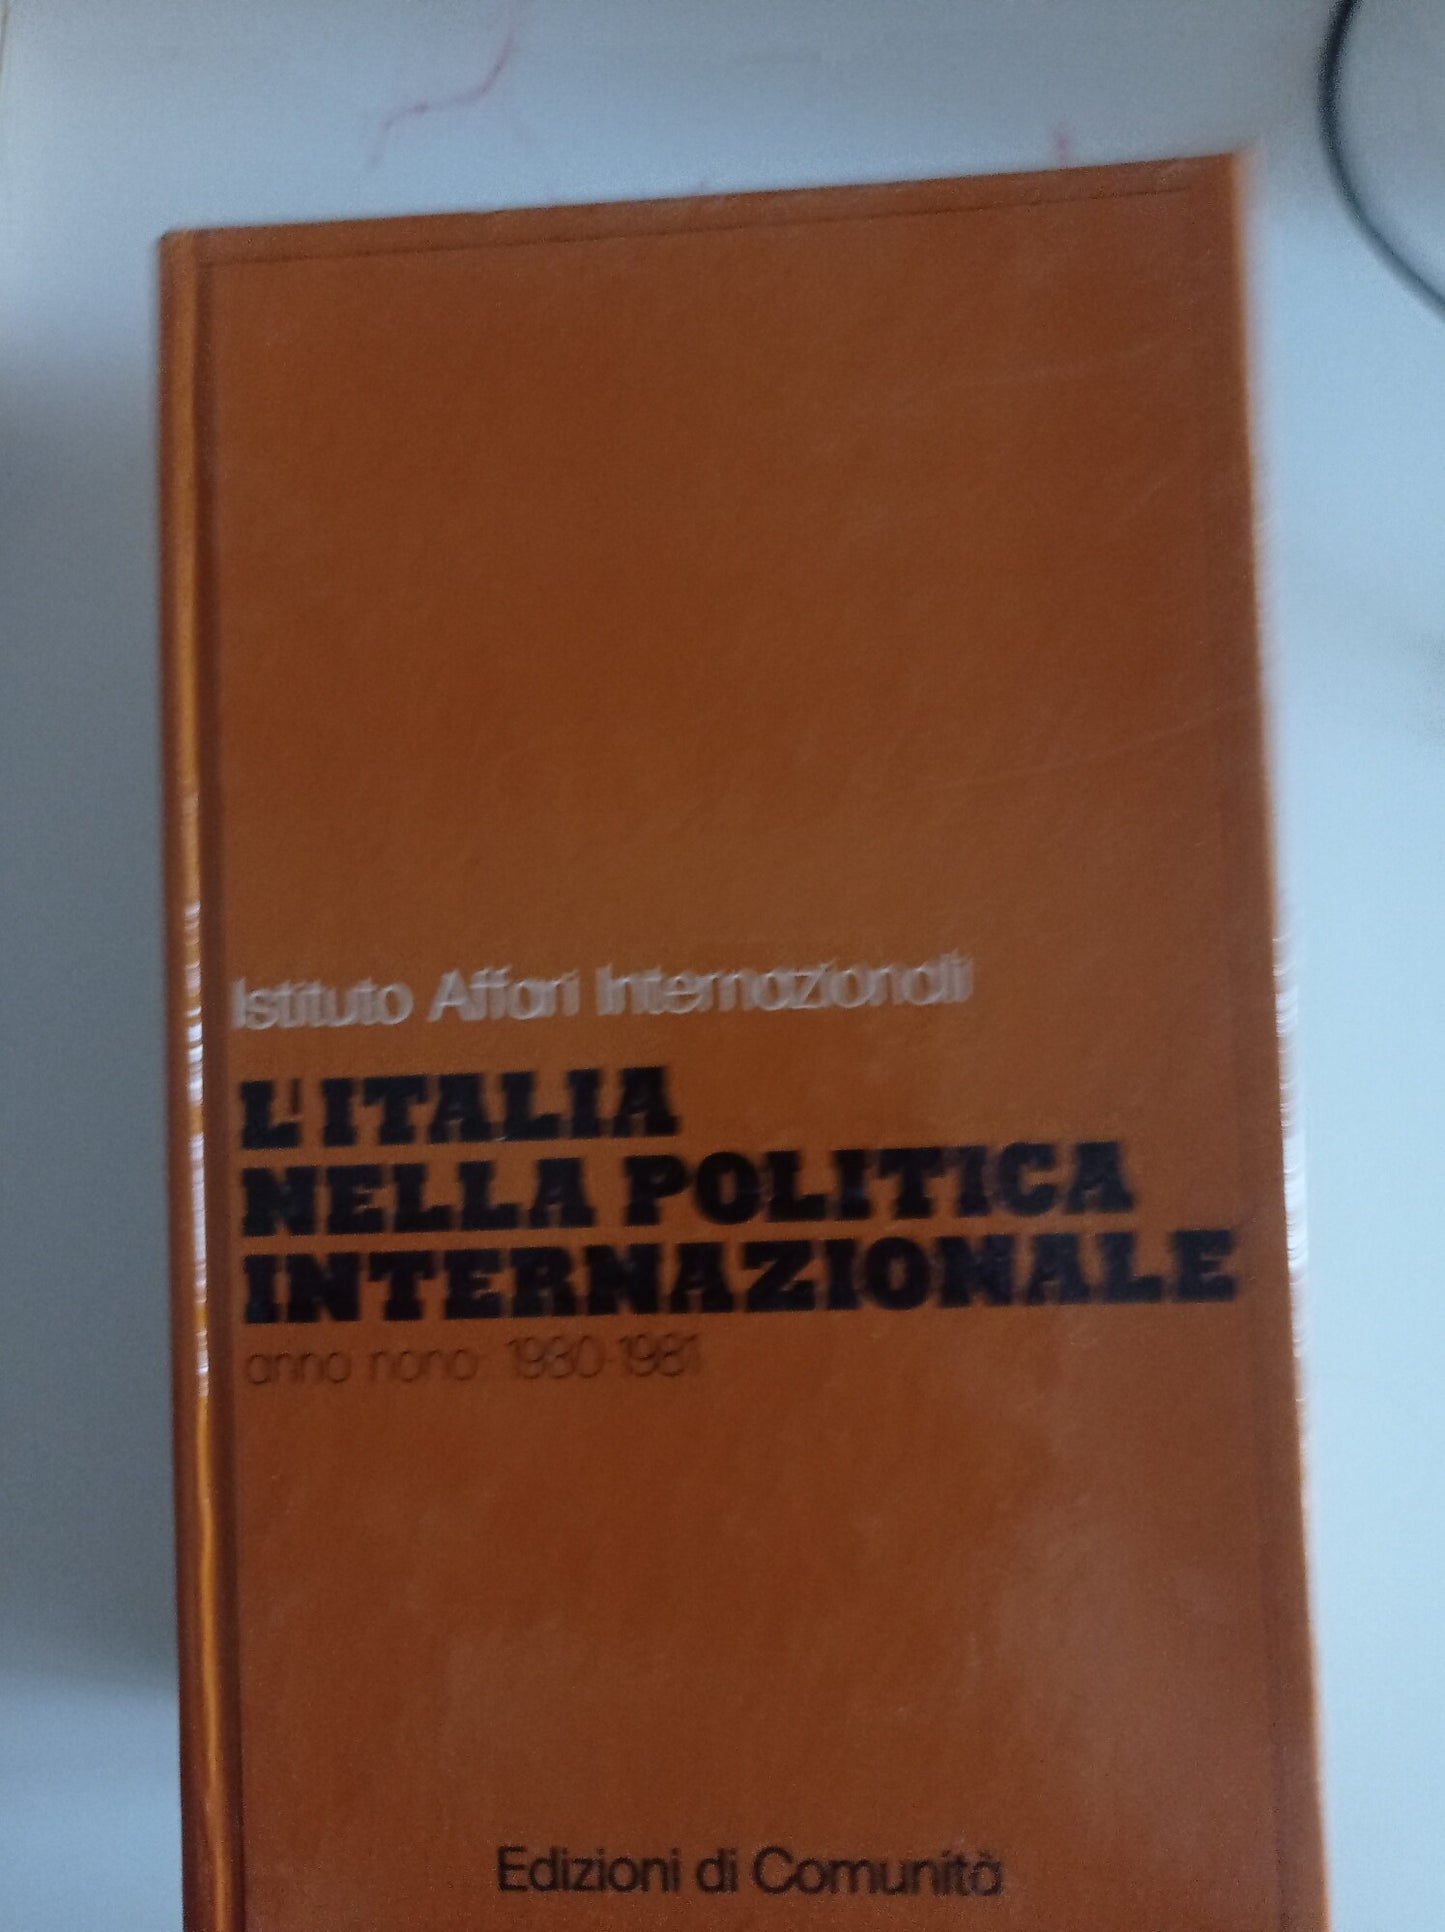 Istituto Affari Internazionali
L'ITALIA
NELLA POLITICA
INTERNAZIONALE
anno nono: 1980-1981
Edizioni di Comunità